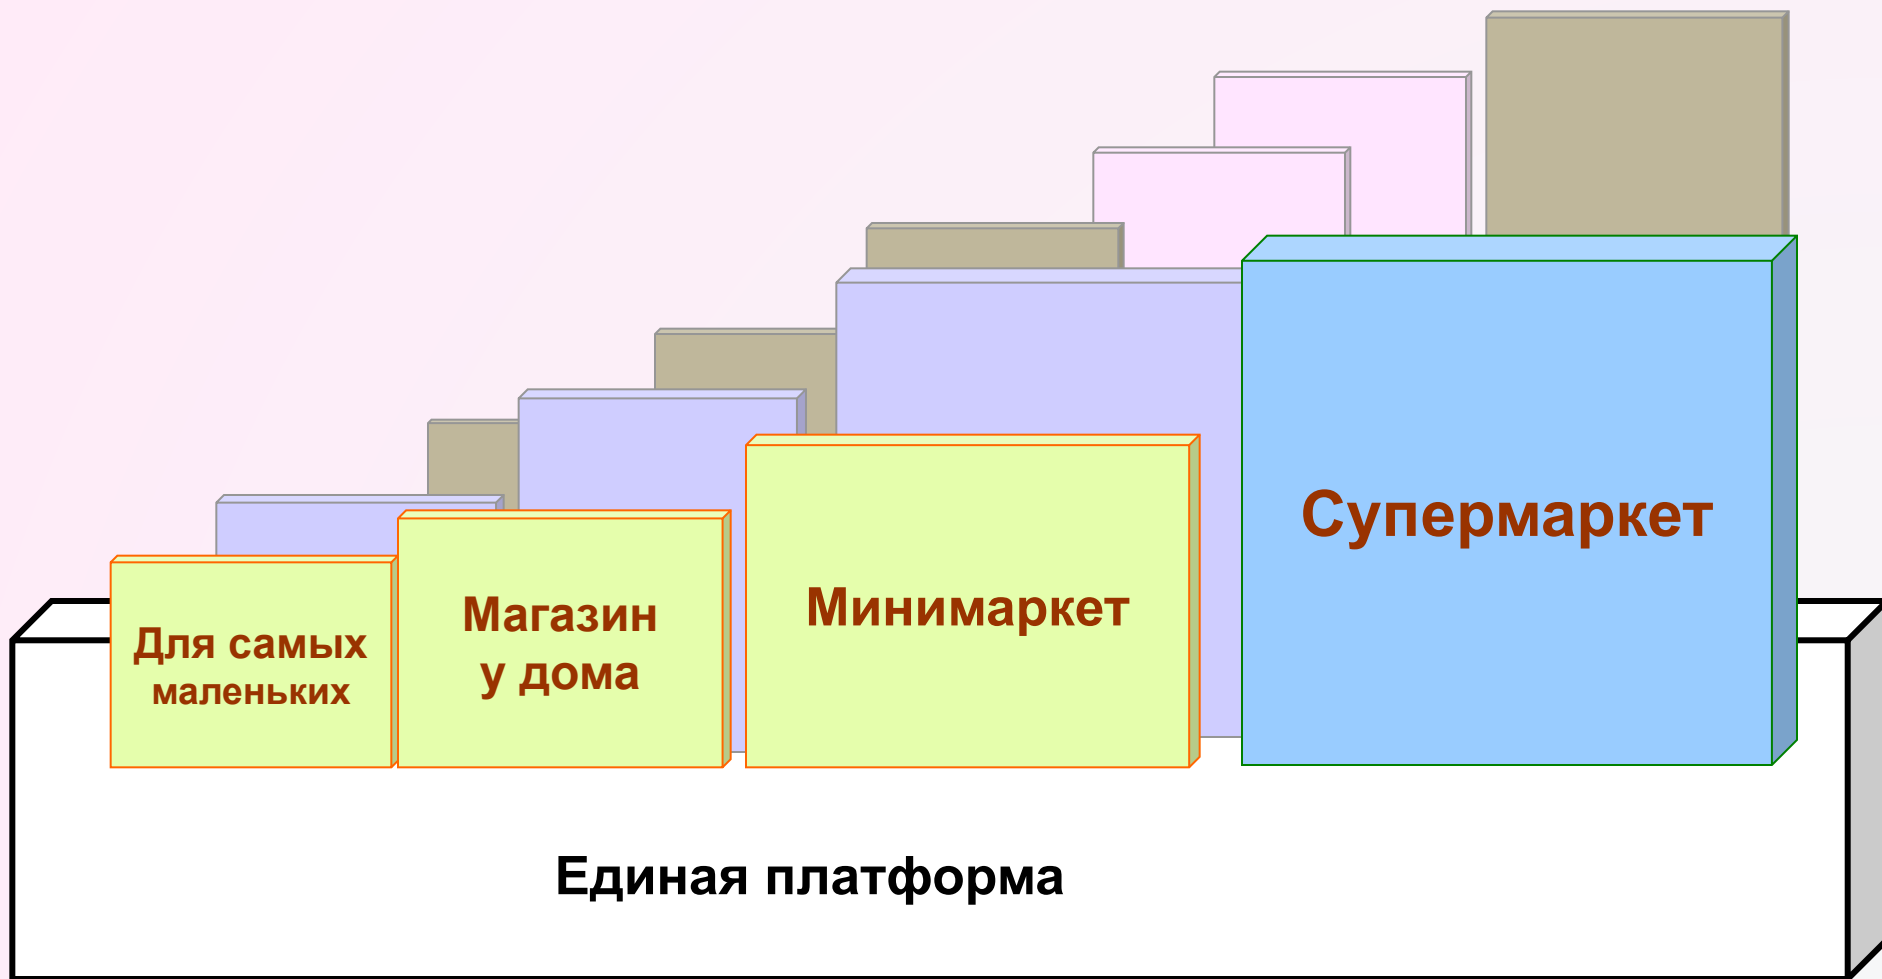 Для самых
маленьких
Магазин
у дома
Минимаркет
Супермаркет
Единая платформа